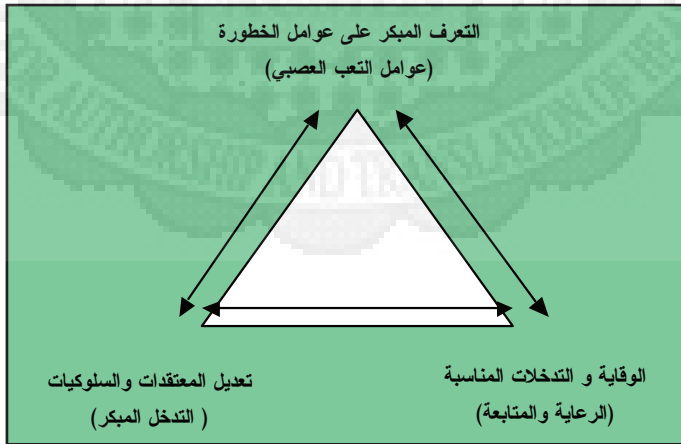 التعرف المبكر على عوامل الخطورة
(عوامل التعب العصبي)
الوقاية و التدخلات المناسبة
(الرعاية والمتابعة)
تعديل المعتقدات والسلوكيات
( التدخل المبكر)